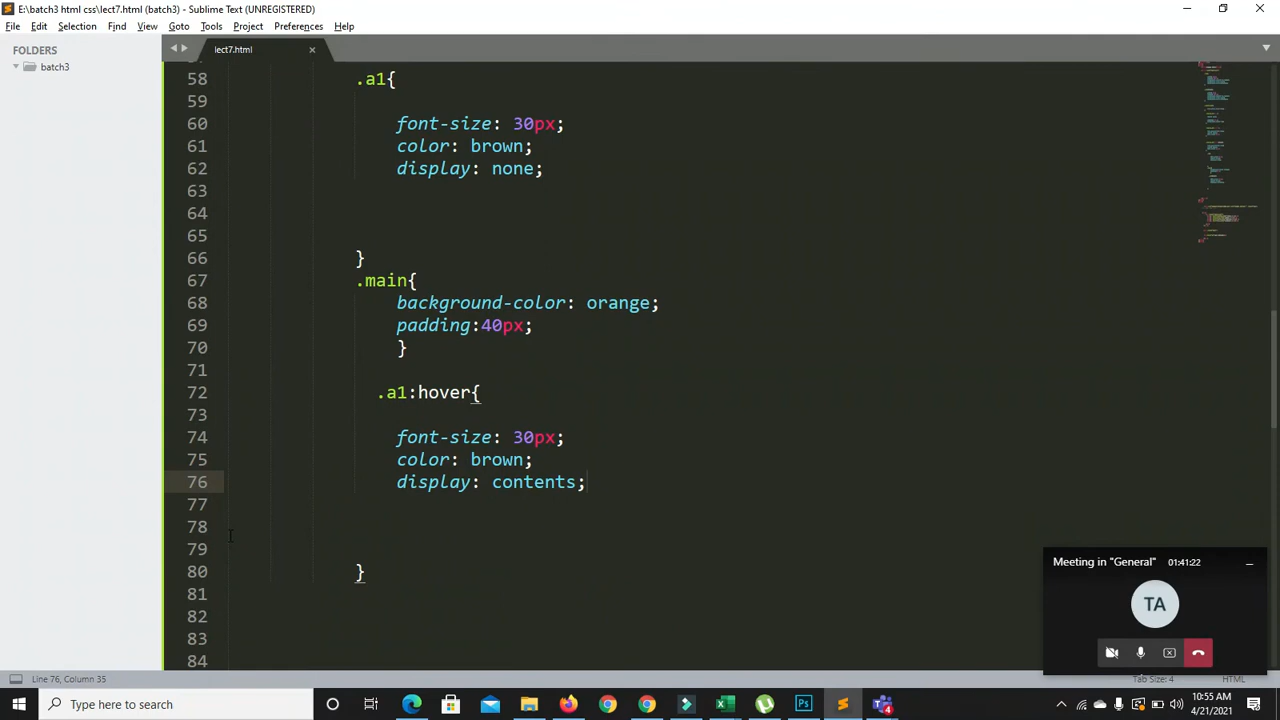 E:\batch3 html css\lect7.html (batch3) - Sublime Text (UNREGISTERED)
File Edit Selection Find View Goto Tools Project Preferences Help
FOLDERS
batch3
lect7.html
58 .a1{
59
60 font-size: 30px;
61 color: brown;
62 display: none;
63
64
65
66 }
67 .main{
68 background-color: orange;
69 padding:40px;
70 }
71
72 .a1:hover{
73
74 font-size: 30px;
75 color: brown;
76 display: contents;
77
78
79
80 }
81
82
83
84
Meeting in "General" 01:41:22
TA
Line 76, Column 35
Tab Size: 4
HTML
Type here to search
10:55 AM
4/21/2021